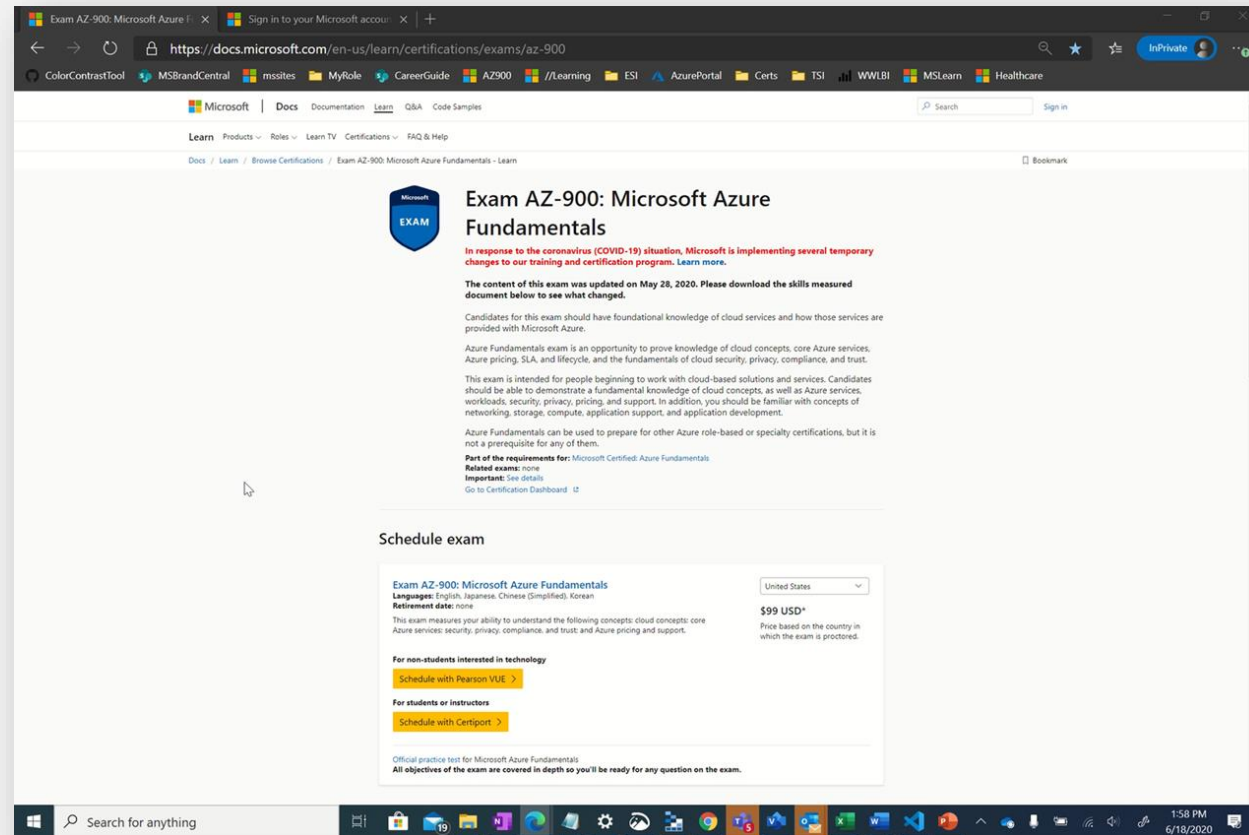 Exam AZ-900: Microsoft Azure F
Sign in to your Microsoft accoun
https://docs.microsoft.com/en-us/learn/certifications/exams/az-900
InPrivate
ColorContrastTool MSBrandCentral mssites MyRole CareerGuide AZ900 //Learning ESI AzurePortal Certs TSI WWLBI MSLearn Healthcare
Microsoft Docs Documentation Learn Q&A Code Samples Search Sign in
Learn Products Roles Learn TV Certifications FAQ & Help
Docs / Learn / Browse Certifications / Exam AZ-900: Microsoft Azure Fundamentals - Learn Bookmark
Microsoft
EXAM
Exam AZ-900: Microsoft Azure
Fundamentals
In response to the coronavirus (COVID-19) situation, Microsoft is implementing several temporary
changes to our training and certification program. Learn more.
The content of this exam was updated on May 28, 2020. Please download the skills measured
document below to see what changed.
Candidates for this exam should have foundational knowledge of cloud services and how those services are
provided with Microsoft Azure.
Azure Fundamentals exam is an opportunity to prove knowledge of cloud concepts, core Azure services,
Azure pricing, SLA, and lifecycle, and the fundamentals of cloud security, privacy, compliance, and trust.
This exam is intended for people beginning to work with cloud-based solutions and services. Candidates
should be able to demonstrate a fundamental knowledge of cloud concepts, as well as Azure services,
workloads, security, privacy, pricing, and support. In addition, you should be familiar with concepts of
networking, storage, compute, application support, and application development.
Azure Fundamentals can be used to prepare for other Azure role-based or specialty certifications, but it is
not a prerequisite for any of them.
Part of the requirements for: Microsoft Certified: Azure Fundamentals
Related exams: none
Important: See details
Go to Certification Dashboard
Schedule exam
Exam AZ-900: Microsoft Azure Fundamentals
Languages: English, Japanese, Chinese (Simplified), Korean
Retirement date: none
This exam measures your ability to understand the following concepts: cloud concepts; core
Azure services; security, privacy, compliance, and trust; and Azure pricing and support.
United States
$99 USD*
Price based on the country in
which the exam is proctored.
For non-students interested in technology
Schedule with Pearson VUE >
For students or instructors
Schedule with Certiport >
Official practice test for Microsoft Azure Fundamentals
All objectives of the exam are covered in depth so you'll be ready for any question on the exam.
Search for anything
19
1:58 PM
6/18/2020